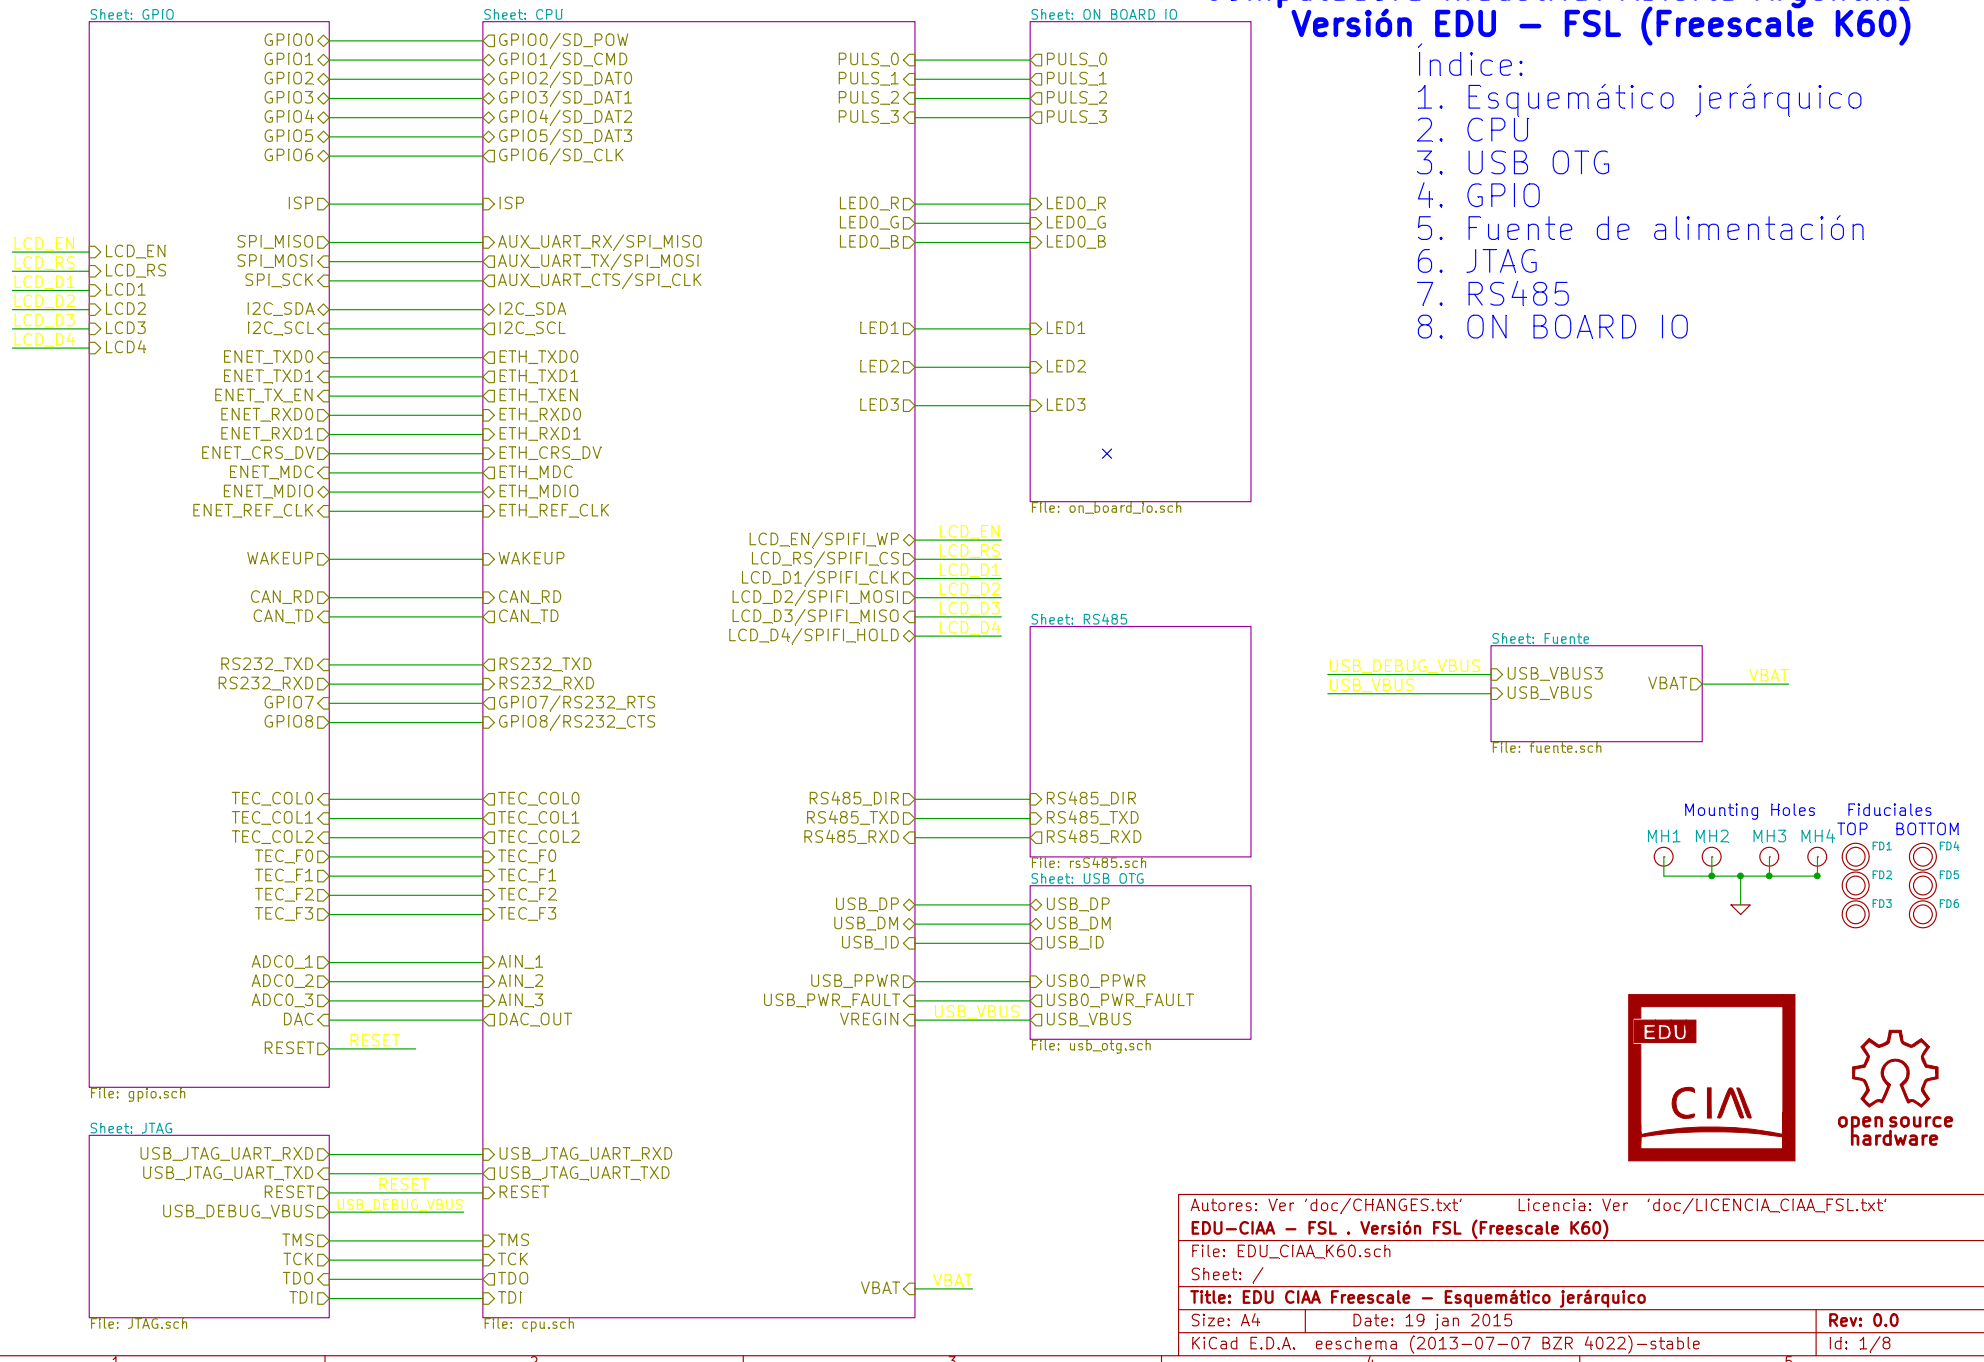 Versión EDU - FSL (Freescale K60)
Índice:
1. Esquemático jerárquico
2. CPU
3. USB OTG
4. GPIO
5. Fuente de alimentación
6. JTAG
7. RS485
8. ON BOARD IO
Sheet: GPIO
GPIO0
GPIO1
GPIO2
GPIO3
GPIO4
GPIO5
GPIO6
ISP
SPI_MISO
SPI_MOSI
SPI_SCK
I2C_SDA
I2C_SCL
ENET_TXD0
ENET_TXD1
ENET_TX_EN
ENET_RXD0
ENET_RXD1
ENET_CRS_DV
ENET_MDC
ENET_MDIO
ENET_REF_CLK
WAKEUP
CAN_RD
CAN_TD
RS232_TXD
RS232_RXD
GPIO7
GPIO8
TEC_COL0
TEC_COL1
TEC_COL2
TEC_F0
TEC_F1
TEC_F2
TEC_F3
ADC0_1
ADC0_2
ADC0_3
DAC
RESET
RESET
LCD_EN LCD_EN
LCD_RS LCD_RS
LCD_D1 LCD1
LCD_D2 LCD2
LCD_D3 LCD3
LCD_D4 LCD4
File: gpio.sch
Sheet: JTAG
USB_JTAG_UART_RXD
USB_JTAG_UART_TXD
RESET
USB_DEBUG_VBUS
TMS
TCK
TDO
TDI
RESET
USB_DEBUG_VBUS
File: JTAG.sch
Sheet: CPU
GPIO0/SD_POW
GPIO1/SD_CMD
GPIO2/SD_DAT0
GPIO3/SD_DAT1
GPIO4/SD_DAT2
GPIO5/SD_DAT3
GPIO6/SD_CLK
ISP
AUX_UART_RX/SPI_MISO
AUX_UART_TX/SPI_MOSI
AUX_UART_CTS/SPI_CLK
I2C_SDA
I2C_SCL
ETH_TXD0
ETH_TXD1
ETH_TXEN
ETH_RXD0
ETH_RXD1
ETH_CRS_DV
ETH_MDC
ETH_MDIO
ETH_REF_CLK
WAKEUP
CAN_RD
CAN_TD
RS232_TXD
RS232_RXD
GPIO7/RS232_RTS
GPIO8/RS232_CTS
TEC_COL0
TEC_COL1
TEC_COL2
TEC_F0
TEC_F1
TEC_F2
TEC_F3
AIN_1
AIN_2
AIN_3
DAC_OUT
USB_JTAG_UART_RXD
USB_JTAG_UART_TXD
RESET
TMS
TCK
TDO
TDI
File: cpu.sch
PULS_0
PULS_1
PULS_2
PULS_3
LED0_R
LED0_G
LED0_B
LED1
LED2
LED3
LCD_EN/SPIFI_WP LCD_EN
LCD_RS/SPIFI_CS LCD_RS
LCD_D1/SPIFI_CLK LCD_D1
LCD_D2/SPIFI_MOSI LCD_D2
LCD_D3/SPIFI_MISO LCD_D3
LCD_D4/SPIFI_HOLD LCD_D4
RS485_DIR
RS485_TXD
RS485_RXD
USB_DP
USB_DM
USB_ID
USB_PPWR
USB_PWR_FAULT
VREGIN USB_VBUS
VBAT VBAT
Sheet: ON BOARD IO
PULS_0
PULS_1
PULS_2
PULS_3
LED0_R
LED0_G
LED0_B
LED1
LED2
LED3
File: on_board_io.sch
Sheet: RS485
RS485_DIR
RS485_TXD
RS485_RXD
File: rsS485.sch
Sheet: USB OTG
USB_DP
USB_DM
USB_ID
USB0_PPWR
USB0_PWR_FAULT
USB_VBUS
File: usb_otg.sch
Sheet: Fuente
USB_DEBUG_VBUS USB_VBUS3
USB_VBUS USB_VBUS
VBAT VBAT
File: fuente.sch
Mounting Holes
MH1 MH2 MH3 MH4
Fiduciales
TOP BOTTOM
FD1 FD4
FD2 FD5
FD3 FD6
EDU
CIA
open source
hardware
Autores: Ver 'doc/CHANGES.txt' Licencia: Ver 'doc/LICENCIA_CIAA_FSL.txt'
EDU-CIAA - FSL . Versión FSL (Freescale K60)
File: EDU_CIAA_K60.sch
Sheet: /
Title: EDU CIAA Freescale - Esquemático jerárquico
Size: A4 Date: 19 jan 2015 Rev: 0.0
KiCad E.D.A. eeschema (2013-07-07 BZR 4022)-stable Id: 1/8